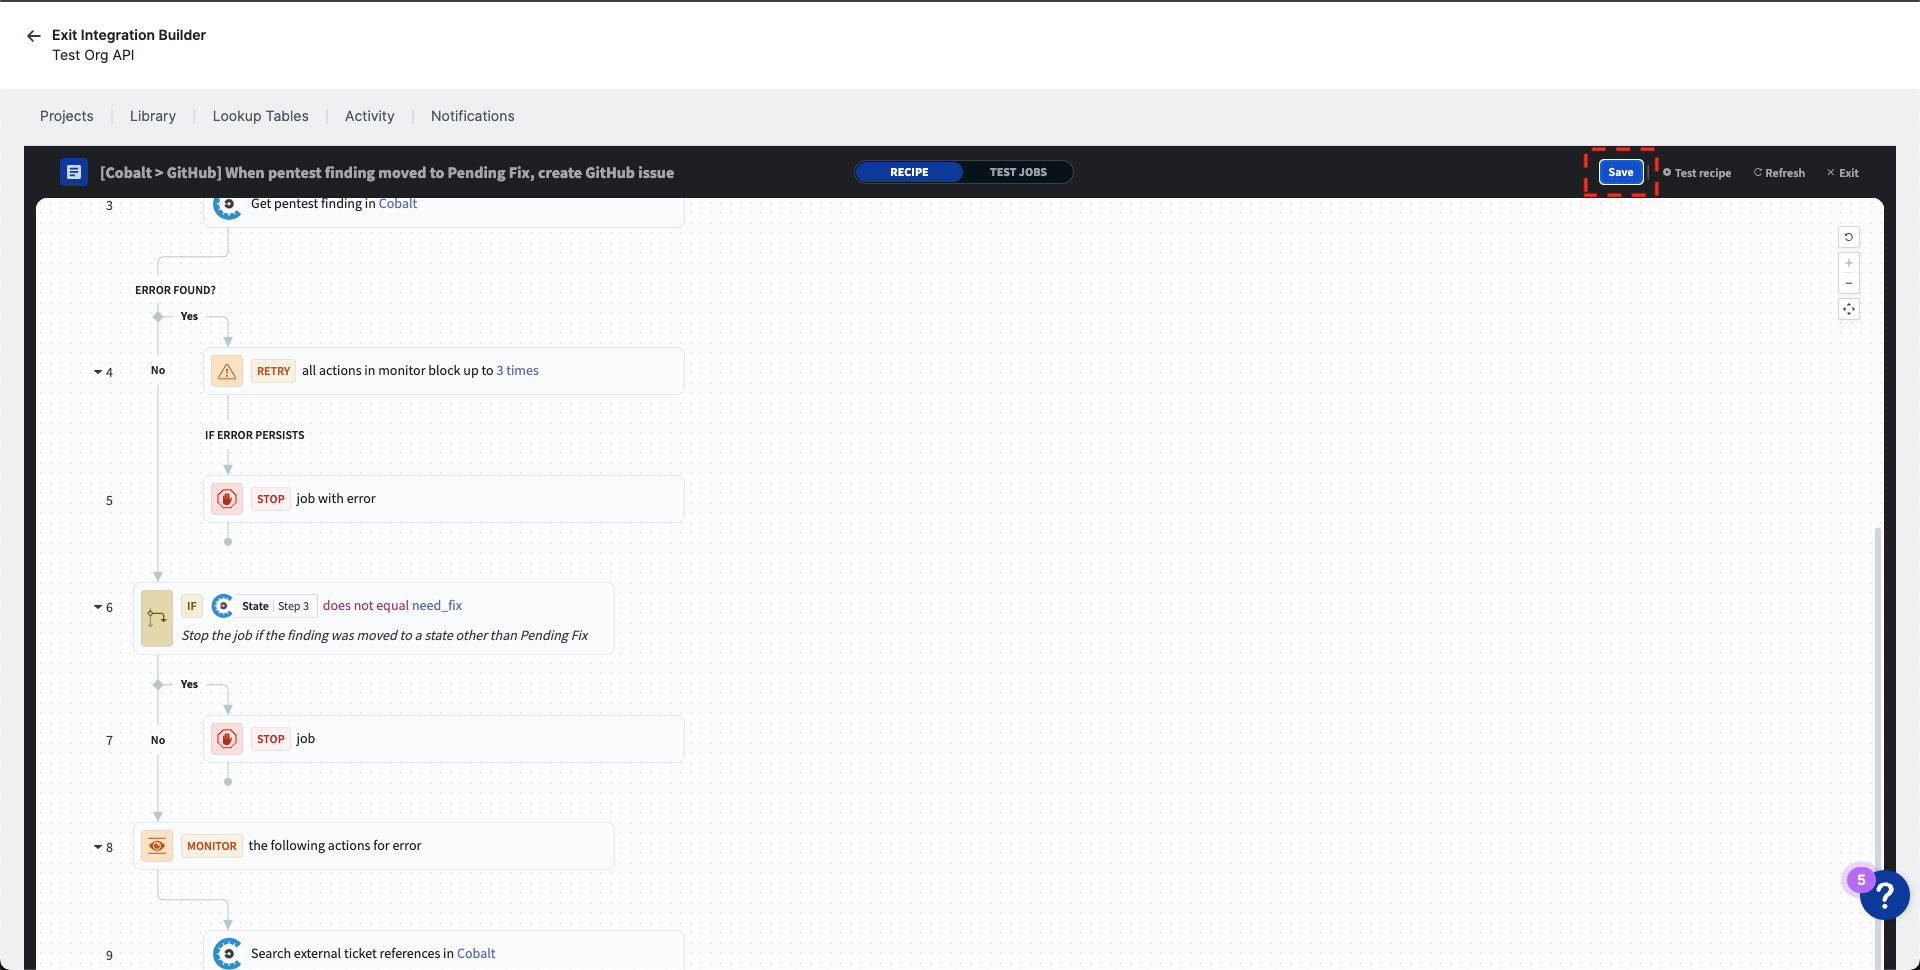 Exit Integration Builder
Test Org API
Projects Library Lookup Tables Activity Notifications
[Cobalt > GitHub] When pentest finding moved to Pending Fix, create GitHub issue
RECIPE TEST JOBS
Save Test recipe Refresh Exit
3 Get pentest finding in Cobalt
ERROR FOUND?
Yes
4 No RETRY all actions in monitor block up to 3 times
IF ERROR PERSISTS
5 STOP job with error
6 IF State Step 3 does not equal need_fix
Stop the job if the finding was moved to a state other than Pending Fix
Yes
7 No STOP job
8 MONITOR the following actions for error
5
?
9 Search external ticket references in Cobalt